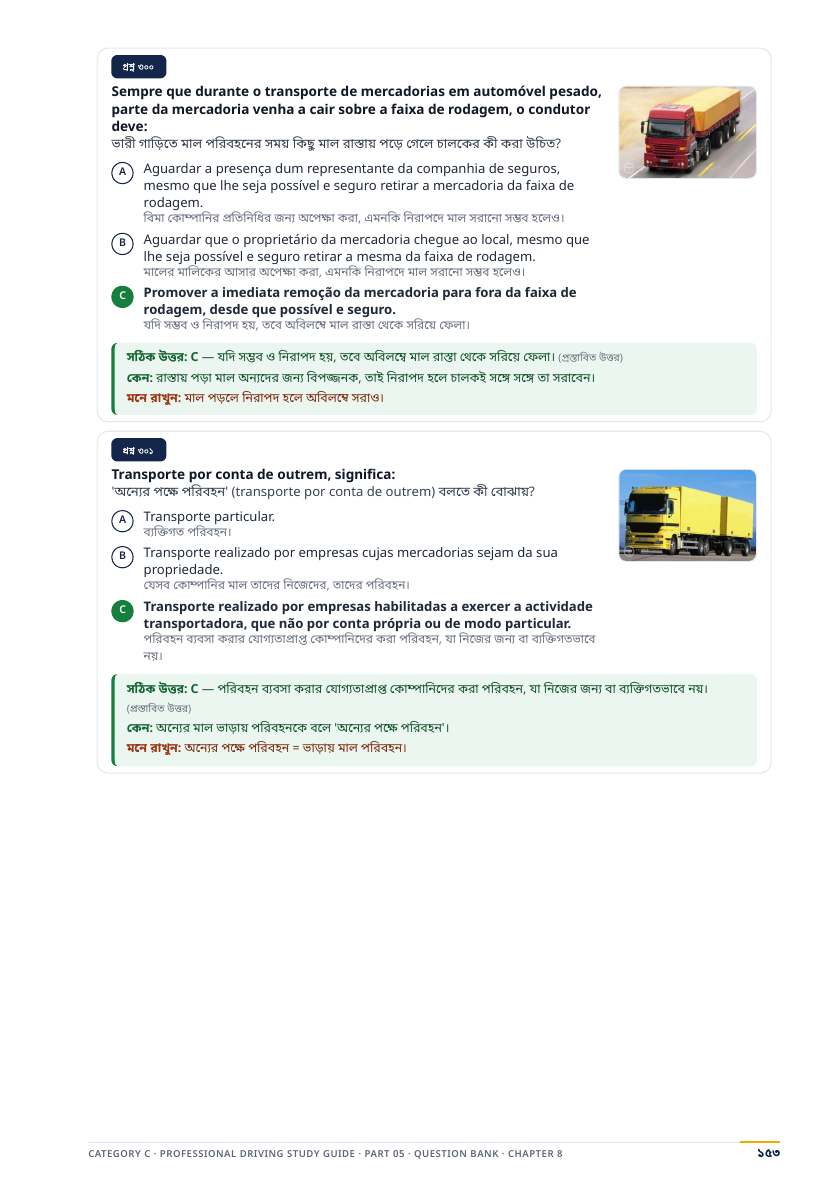 প্রশ্ন ৩০০
Sempre que durante o transporte de mercadorias em automóvel pesado,
parte da mercadoria venha a cair sobre a faixa de rodagem, o condutor
deve:
ভারী গাড়িতে মাল পরিবহনের সময় কিছু মাল রাস্তায় পড়ে গেলে চালকের কী করা উচিত?
A Aguardar a presença dum representante da companhia de seguros,
mesmo que lhe seja possível e seguro retirar a mercadoria da faixa de
rodagem.
বিমা কোম্পানির প্রতিনিধির জন্য অপেক্ষা করা, এমনকি নিরাপদে মাল সরানো সম্ভব হলেও।
B Aguardar que o proprietário da mercadoria chegue ao local, mesmo que
lhe seja possível e seguro retirar a mesma da faixa de rodagem.
মালের মালিকের আসার অপেক্ষা করা, এমনকি নিরাপদে মাল সরানো সম্ভব হলেও।
C Promover a imediata remoção da mercadoria para fora da faixa de
rodagem, desde que possível e seguro.
যদি সম্ভব ও নিরাপদ হয়, তবে অবিলম্বে মাল রাস্তা থেকে সরিয়ে ফেলা।
সঠিক উত্তর: C — যদি সম্ভব ও নিরাপদ হয়, তবে অবিলম্বে মাল রাস্তা থেকে সরিয়ে ফেলা। (প্রস্তাবিত উত্তর)
কেন: রাস্তায় পড়া মাল অন্যদের জন্য বিপজ্জনক, তাই নিরাপদ হলে চালকই সঙ্গে সঙ্গে তা সরাবেন।
মনে রাখুন: মাল পড়লে নিরাপদ হলে অবিলম্বে সরাও।
প্রশ্ন ৩০১
Transporte por conta de outrem, significa:
'অন্যের পক্ষে পরিবহন' (transporte por conta de outrem) বলতে কী বোঝায়?
A Transporte particular.
ব্যক্তিগত পরিবহন।
B Transporte realizado por empresas cujas mercadorias sejam da sua
propriedade.
যেসব কোম্পানির মাল তাদের নিজেদের, তাদের পরিবহন।
C Transporte realizado por empresas habilitadas a exercer a actividade
transportadora, que não por conta própria ou de modo particular.
পরিবহন ব্যবসা করার যোগ্যতাপ্রাপ্ত কোম্পানিদের করা পরিবহন, যা নিজের জন্য বা ব্যক্তিগতভাবে
নয়।
সঠিক উত্তর: C — পরিবহন ব্যবসা করার যোগ্যতাপ্রাপ্ত কোম্পানিদের করা পরিবহন, যা নিজের জন্য বা ব্যক্তিগতভাবে নয়।
(প্রস্তাবিত উত্তর)
কেন: অন্যের মাল ভাড়ায় পরিবহনকে বলে 'অন্যের পক্ষে পরিবহন'।
মনে রাখুন: অন্যের পক্ষে পরিবহন = ভাড়ায় মাল পরিবহন।
CATEGORY C · PROFESSIONAL DRIVING STUDY GUIDE · PART 05 · QUESTION BANK · CHAPTER 8
১৫৩